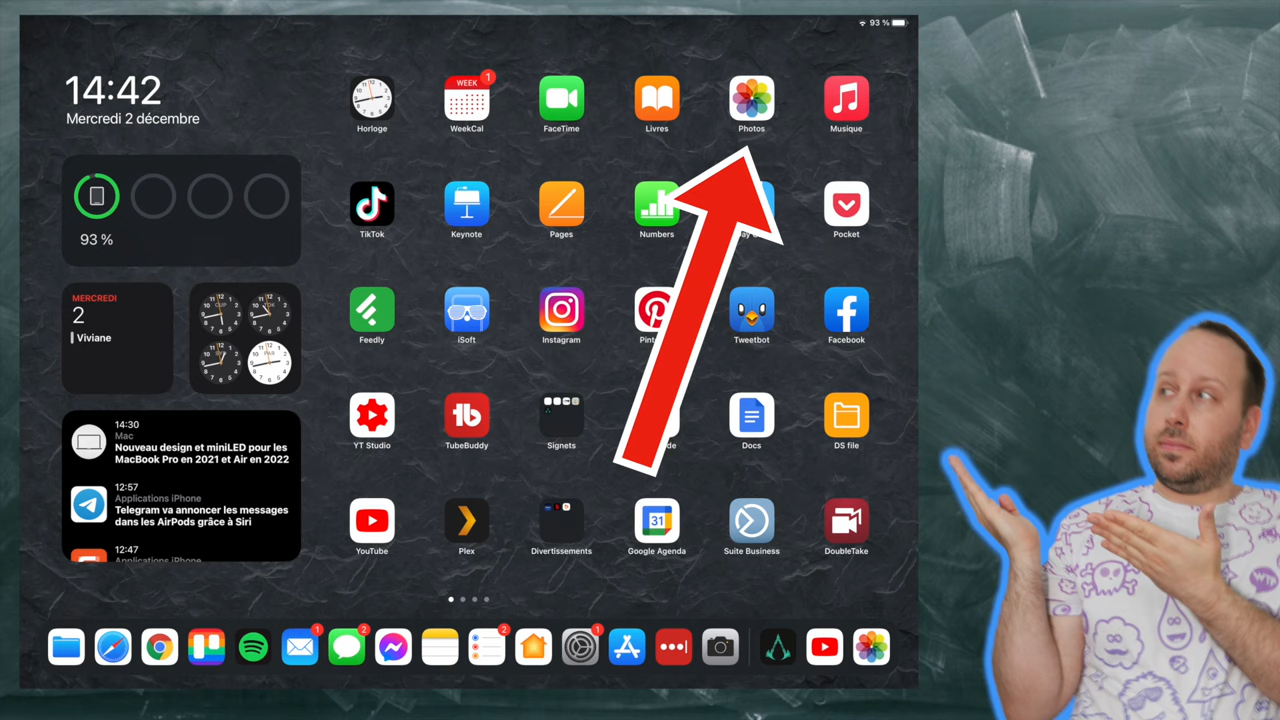 93 %
14:42
Mercredi 2 décembre
Horloge
WEEK
1
WeekCal
FaceTime
Livres
Photos
Musique
93 %
TikTok
Keynote
Pages
Numbers
Pocket
MERCREDI
2
Viviane
Feedly
iSoft
Instagram
Tweetbot
Facebook
14:30
Mac
Nouveau design et miniLED pour les
MacBook Pro en 2021 et Air en 2022
12:57
Applications iPhone
Telegram va annoncer les messages
dans les AirPods grâce à Siri
12:47
Applications iPhone
YT Studio
TubeBuddy
Signets
Docs
DS file
YouTube
Plex
Divertissements
31
Google Agenda
Suite Business
DoubleTake
1
2
2
1